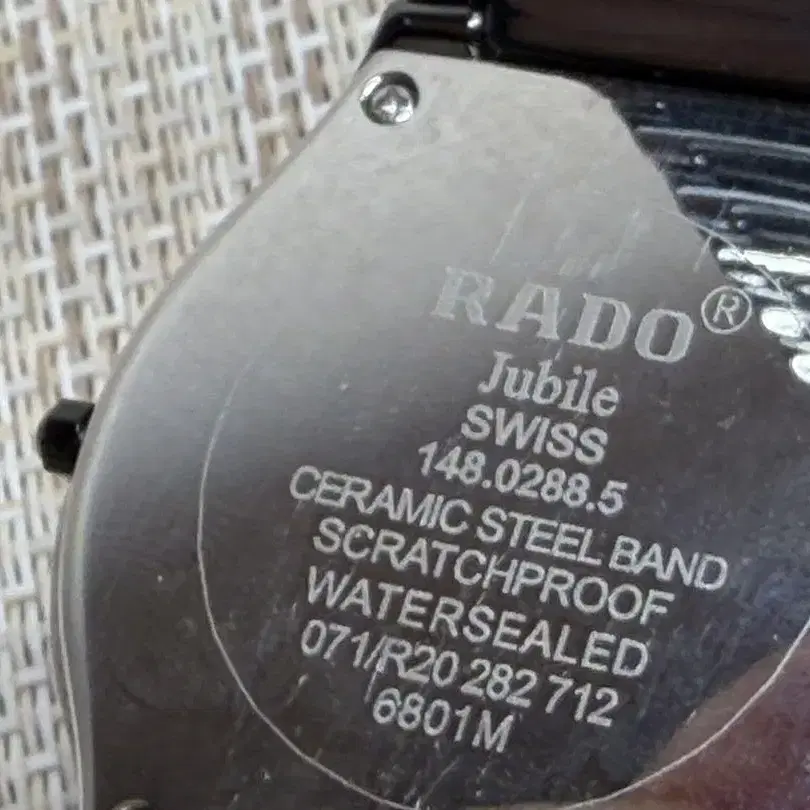 RADO®
Jubile
SWISS
148.0288.5
CERAMIC STEEL BAND
SCRATCHPROOF
WATERSEALED
071/R20 282 712
6801M